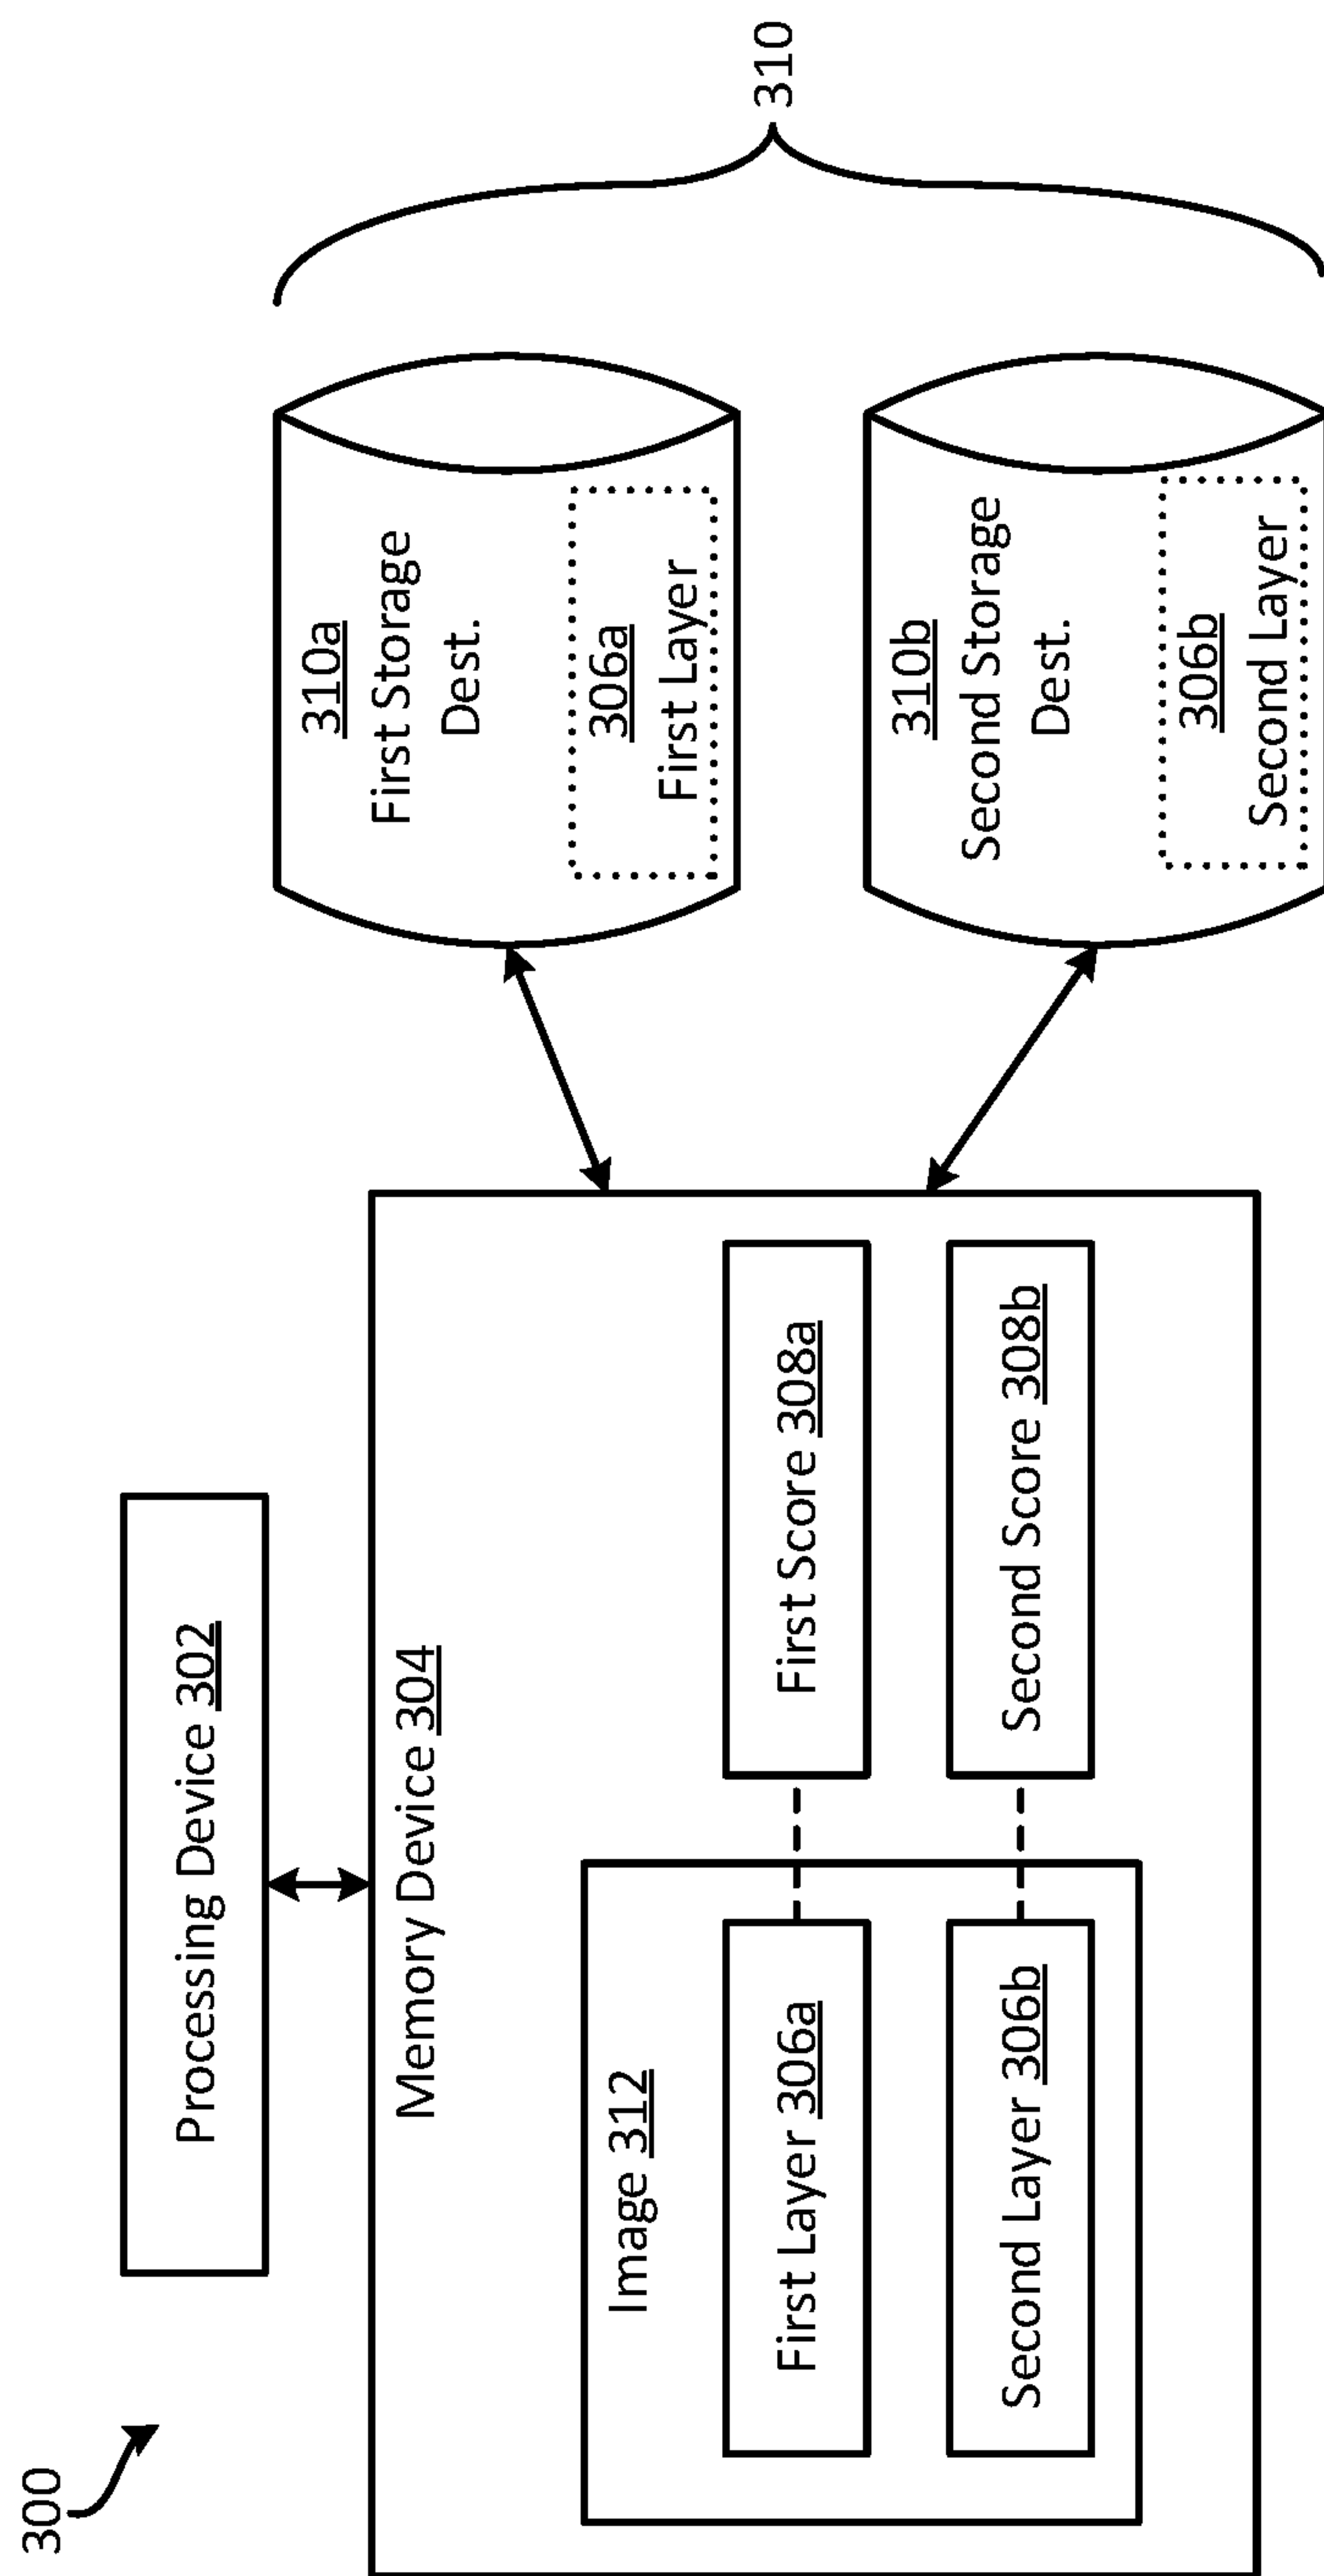 300
Processing Device 302
Memory Device 304
Image 312
First Layer 306a
Second Layer 306b
First Score 308a
Second Score 308b
310a
First Storage
Dest.
306a
First Layer
310b
Second Storage
Dest.
306b
Second Layer
310